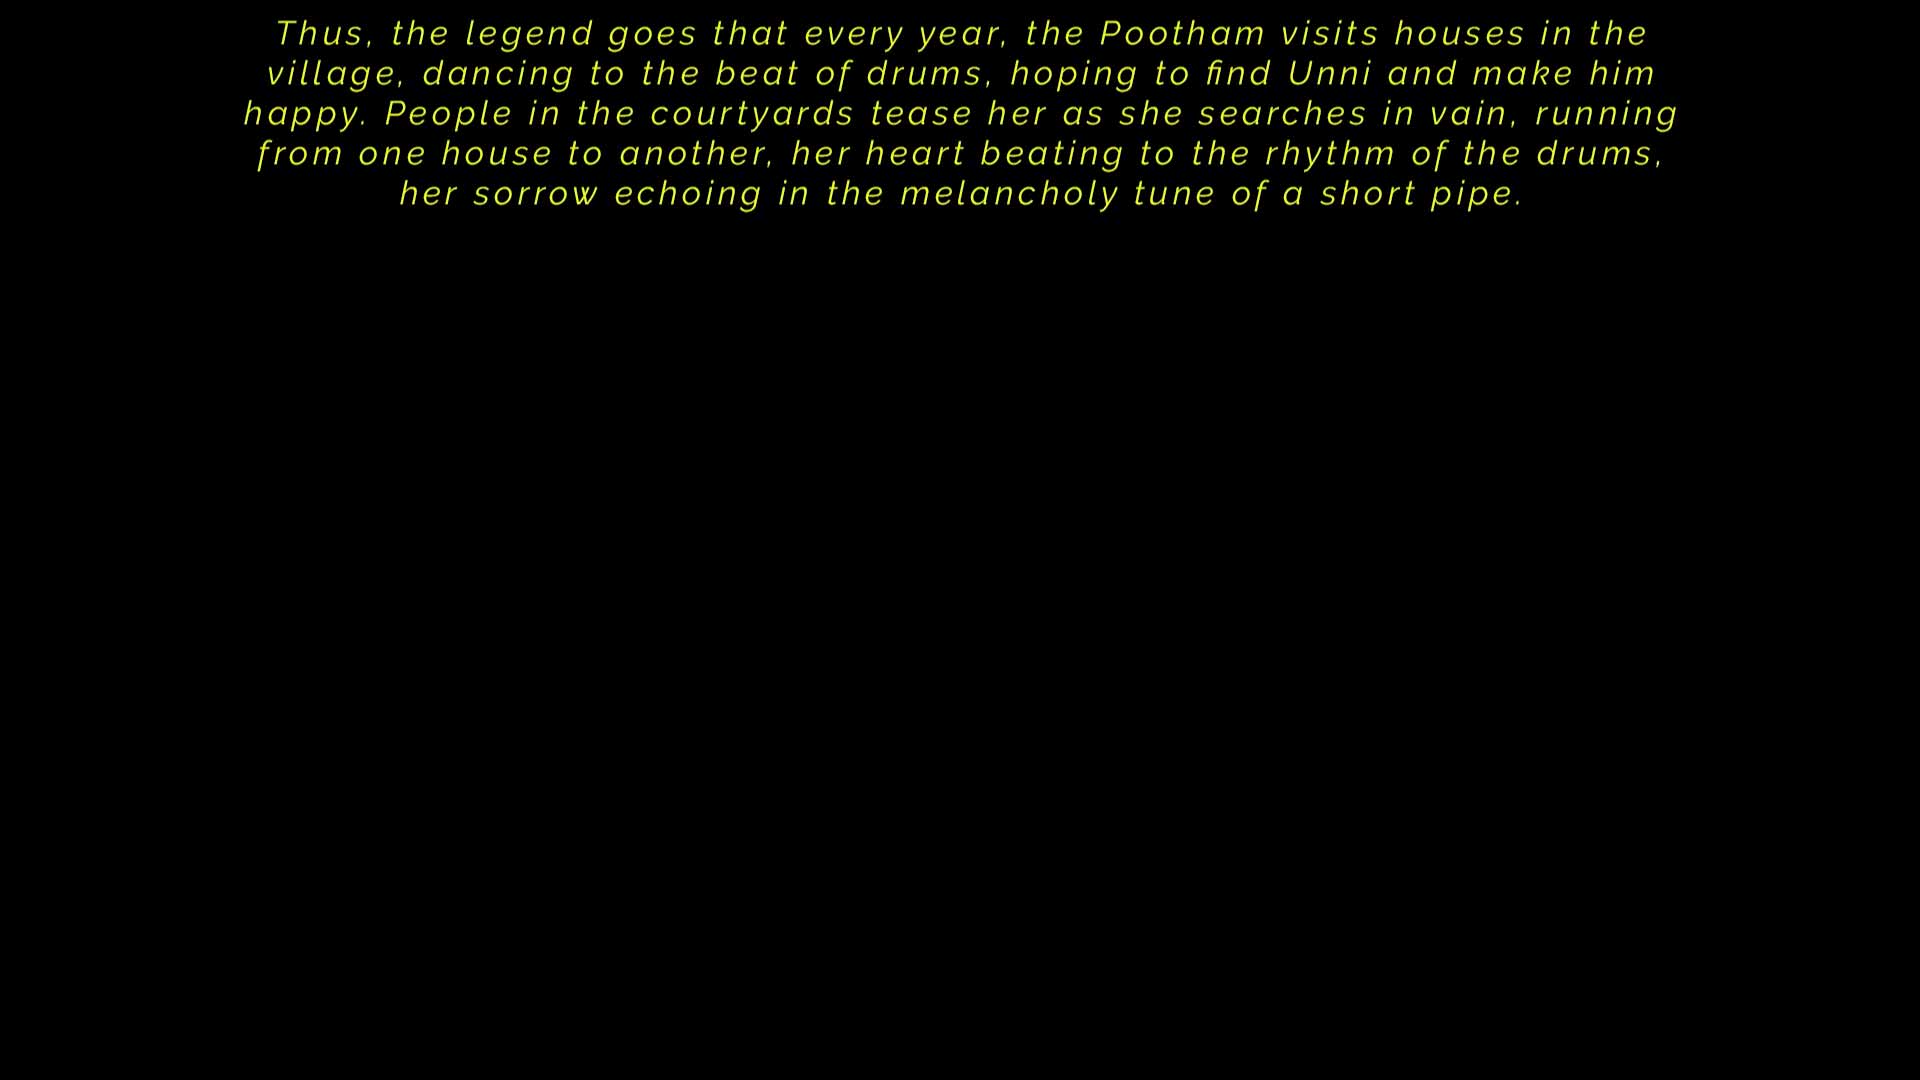 Thus, the legend goes that every year, the Pootham visits houses in the
village, dancing to the beat of drums, hoping to find Unni and make him
happy. People in the courtyards tease her as she searches in vain, running
from one house to another, her heart beating to the rhythm of the drums,
her sorrow echoing in the melancholy tune of a short pipe.